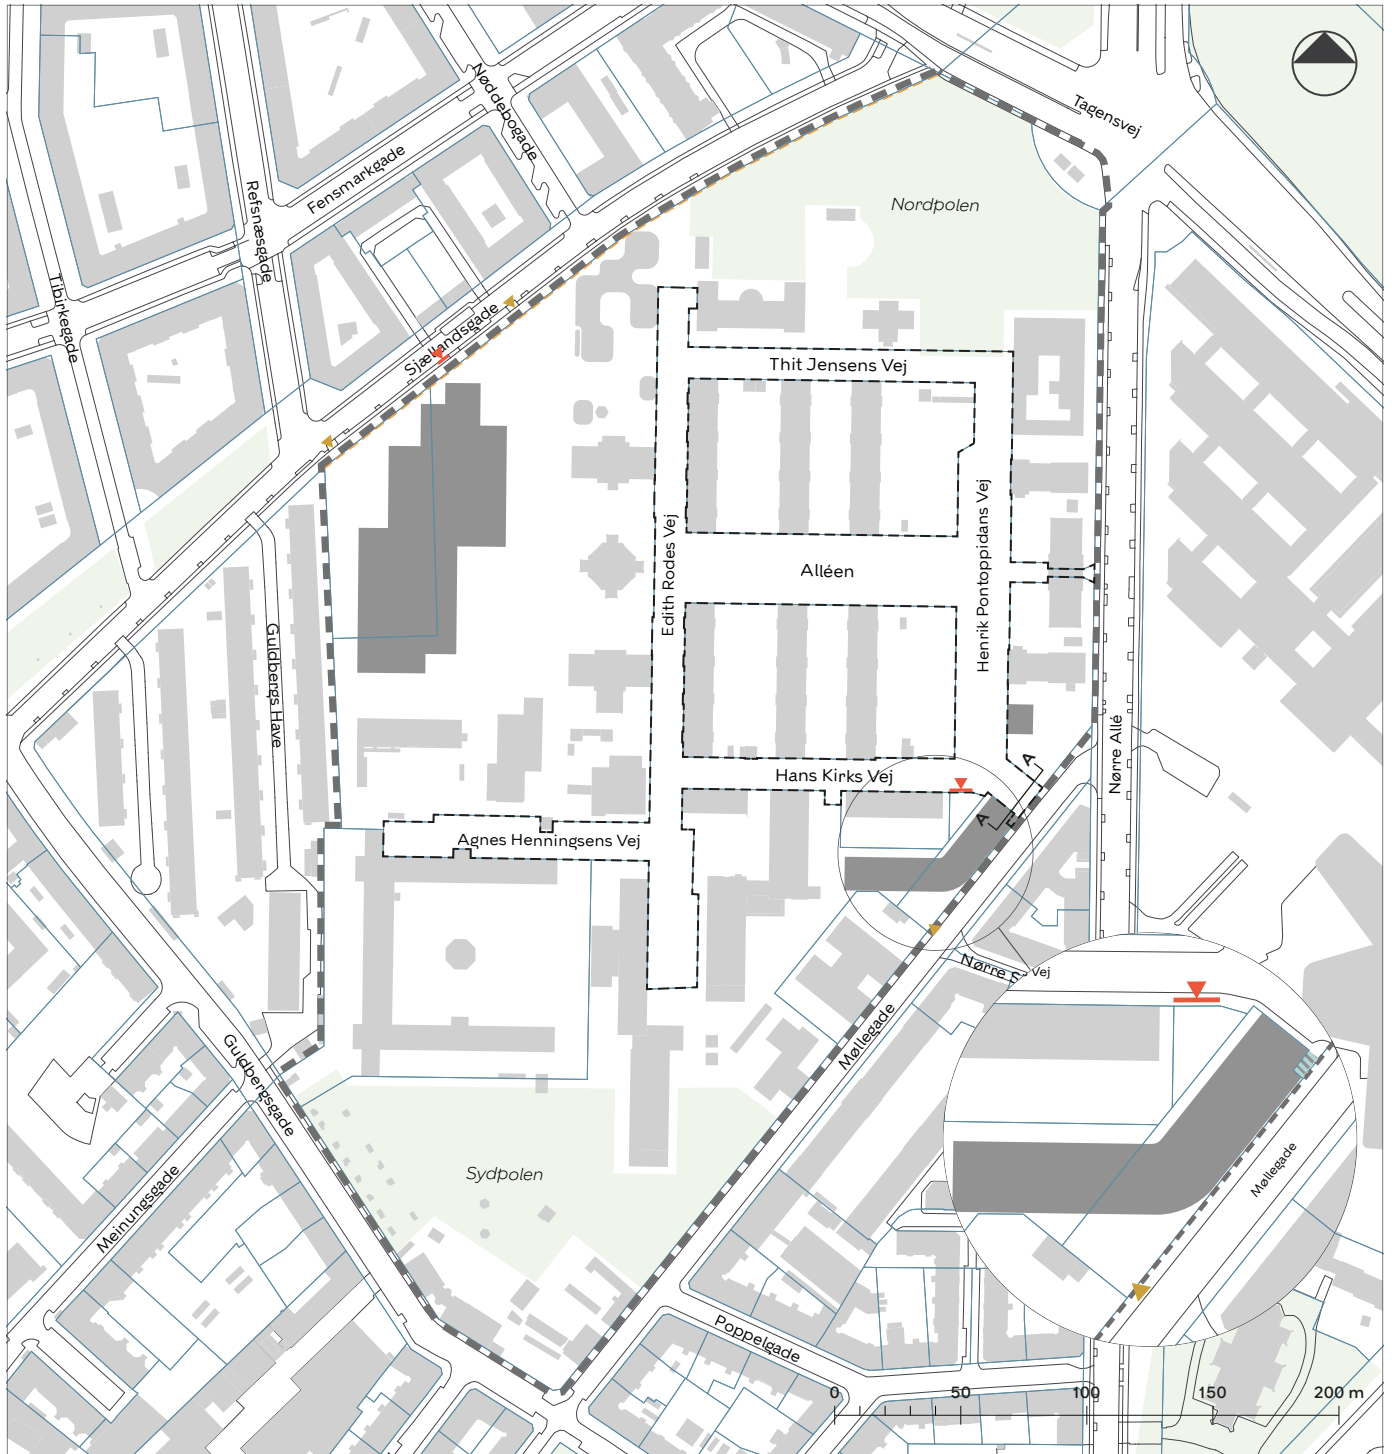 Nøddebogade
Tagensvej
Fensmarkgade
Refsnæsgade
Nordpolen
Tibirkegade
Sjællandsgade
Thit Jensens Vej
Edith Rodes Vej
Henrik Pontoppidans Vej
Alléen
Guldbergs Have
Nørre Allé
Hans Kirks Vej
A
A
Agnes Henningsens Vej
Nørre S
Vej
Møllegade
Guldbergsgade
Møllegade
Sydpolen
Meinungsgade
Poppelgade
0 50 100 150 200 m